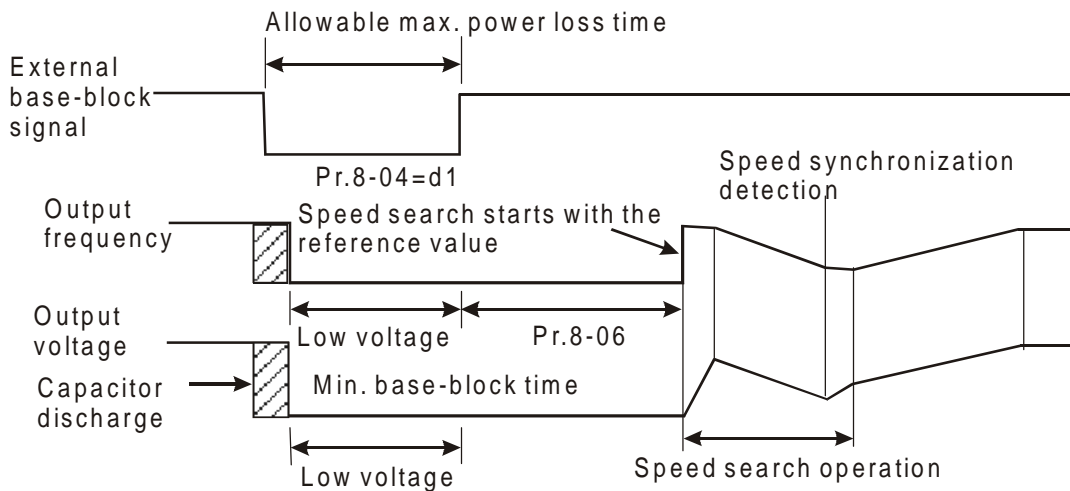 Allowable max. power loss time
External
base-block
signal
Pr.8-04=d1
Speed synchronization
detection
Output
frequency
Speed search starts with the
reference value
Output
voltage
Low voltage
Pr.8-06
Capacitor
discharge
Min. base-block time
Low voltage
Speed search operation